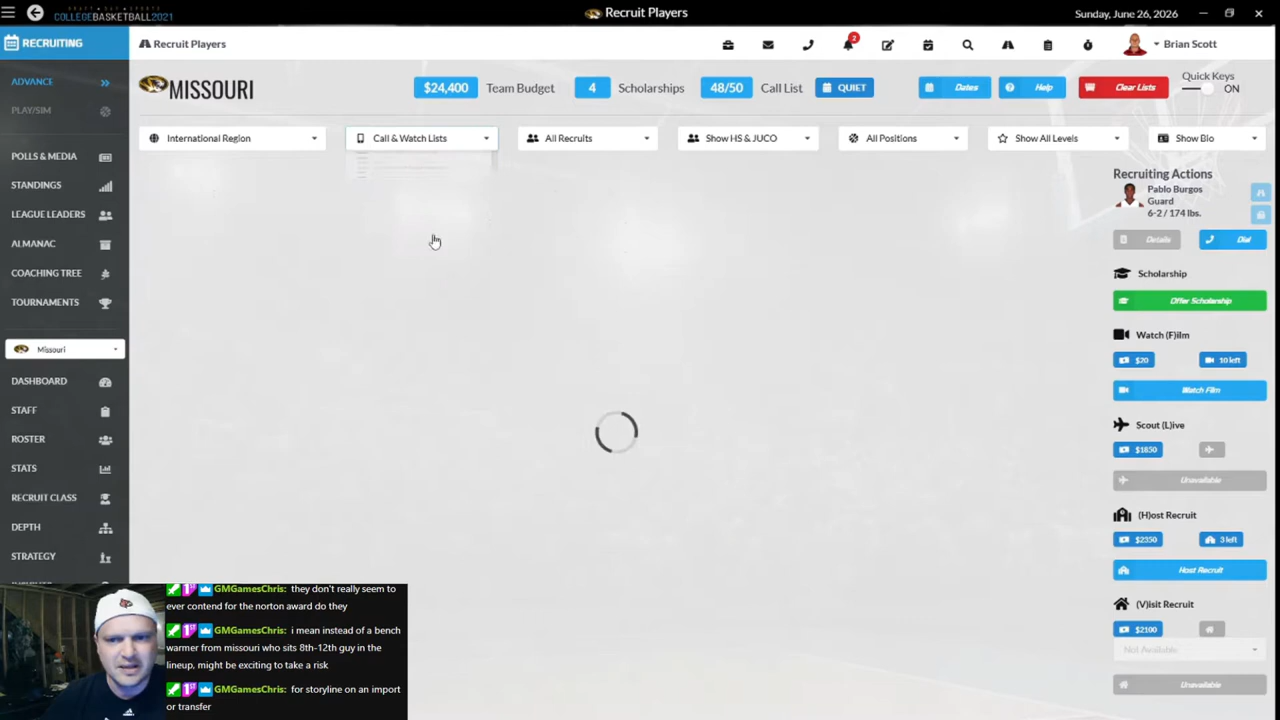 DRAFT DAY SPORTS
COLLEGEBASKETBALL2021
Recruit Players
Sunday, June 26, 2026
RECRUITING
Recruit Players
2
Brian Scott
ADVANCE
PLAY/SIM
MISSOURI
$24,400 Team Budget
4 Scholarships
48/50 Call List
QUIET
Dates
Help
Clear Lists
Quick Keys
ON
International Region
Call & Watch Lists
All Recruits
Show HS & JUCO
All Positions
Show All Levels
Show Bio
POLLS & MEDIA
STANDINGS
LEAGUE LEADERS
ALMANAC
COACHING TREE
TOURNAMENTS
Missouri
DASHBOARD
STAFF
ROSTER
STATS
RECRUIT CLASS
DEPTH
STRATEGY
Recruiting Actions
Pablo Burgos
Guard
6-2 / 174 lbs.
Details
Dial
Scholarship
Offer Scholarship
Watch (F)ilm
$20
10 left
Watch Film
Scout (L)ive
$1850
Unavailable
(H)ost Recruit
$2350
3 left
Host Recruit
(V)isit Recruit
$2100
Not Available
Unavailable
GMGamesChris: they don't really seem to
ever contend for the norton award do they
GMGamesChris: i mean instead of a bench
warmer from missouri who sits 8th-12th guy in the
lineup, might be exciting to take a risk
GMGamesChris: for storyline on an import
or transfer